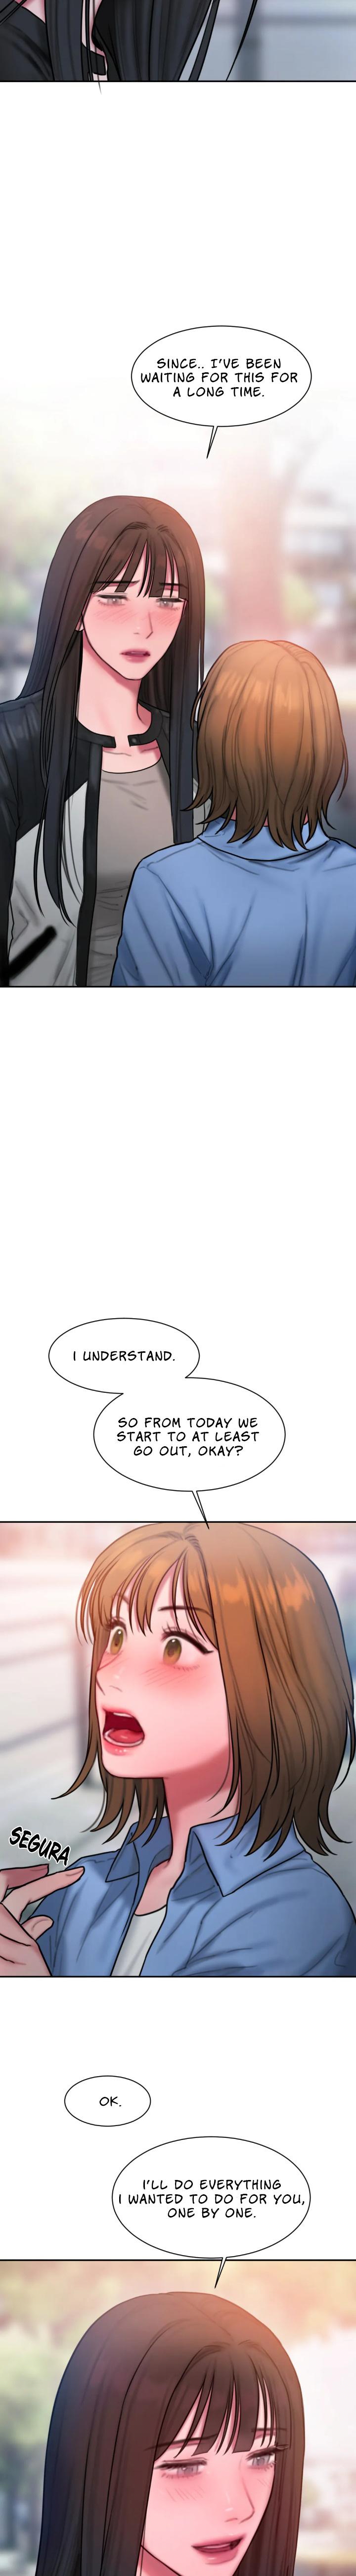 SINCE.. I'VE BEEN
WAITING FOR THIS FOR
A LONG TIME.
I UNDERSTAND.
SO FROM TODAY WE
START TO AT LEAST
GO OUT, OKAY?
SEGURA
OK.
I'LL DO EVERYTHING
I WANTED TO DO FOR YOU,
ONE BY ONE.